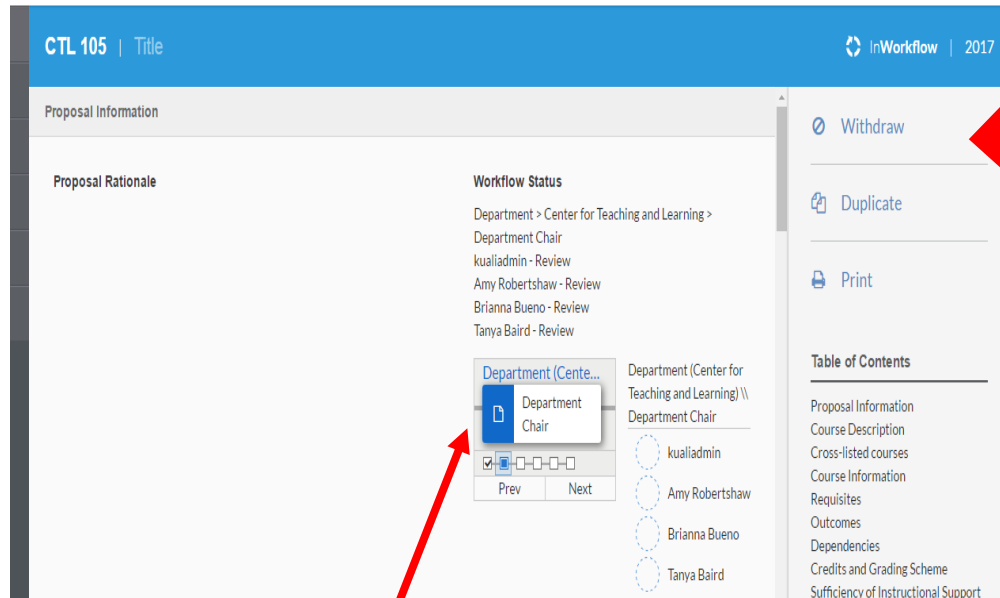 CTL 105 | Title
InWorkflow | 2017
Proposal Information
Proposal Rationale
Workflow Status
Department > Center for Teaching and Learning >
Department Chair
kualiadmin - Review
Amy Robertshaw - Review
Brianna Bueno - Review
Tanya Baird - Review
Department (Cente...
Department
Chair
Prev Next
Department (Center for
Teaching and Learning) \\
Department Chair
kualiadmin
Amy Robertshaw
Brianna Bueno
Tanya Baird
Withdraw
Duplicate
Print
Table of Contents
Proposal Information
Course Description
Cross-listed courses
Course Information
Requisites
Outcomes
Dependencies
Credits and Grading Scheme
Sufficiency of Instructional Support